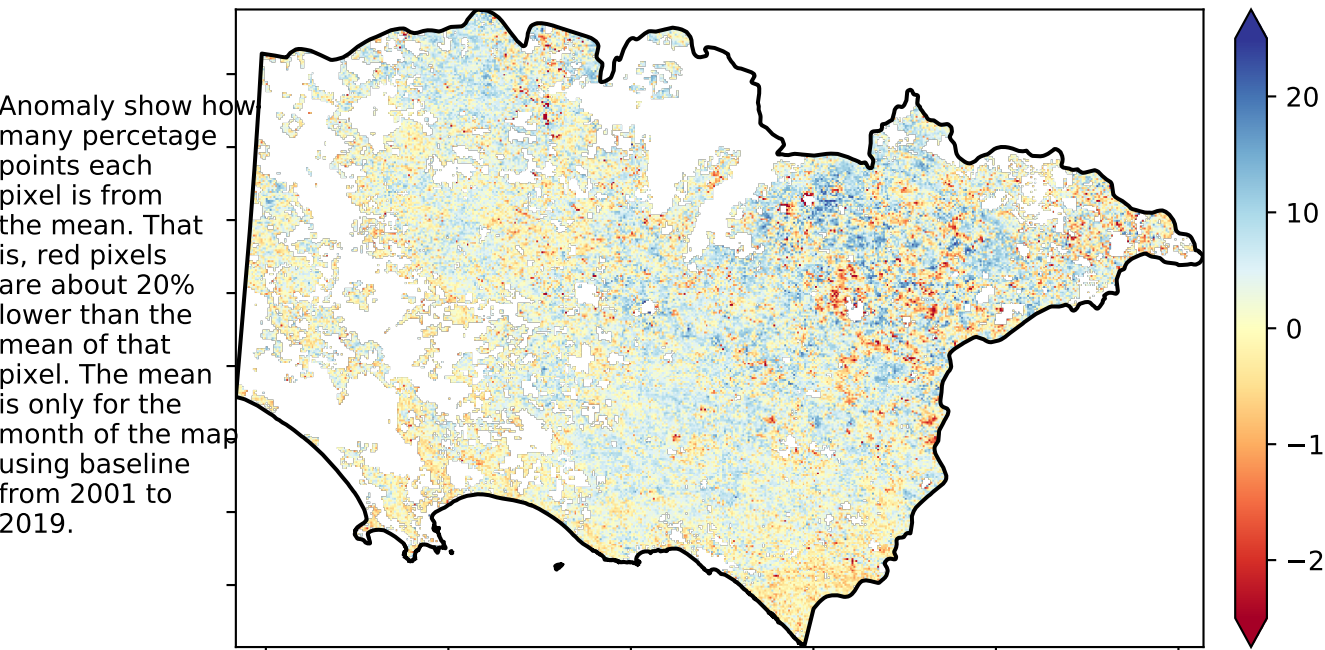 Anomaly show how
many percetage
points each
pixel is from
the mean. That
is, red pixels
are about 20%
lower than the
mean of that
pixel. The mean
is only for the
month of the map
using baseline
from 2001 to
2019.
20
10
0
−1
−2